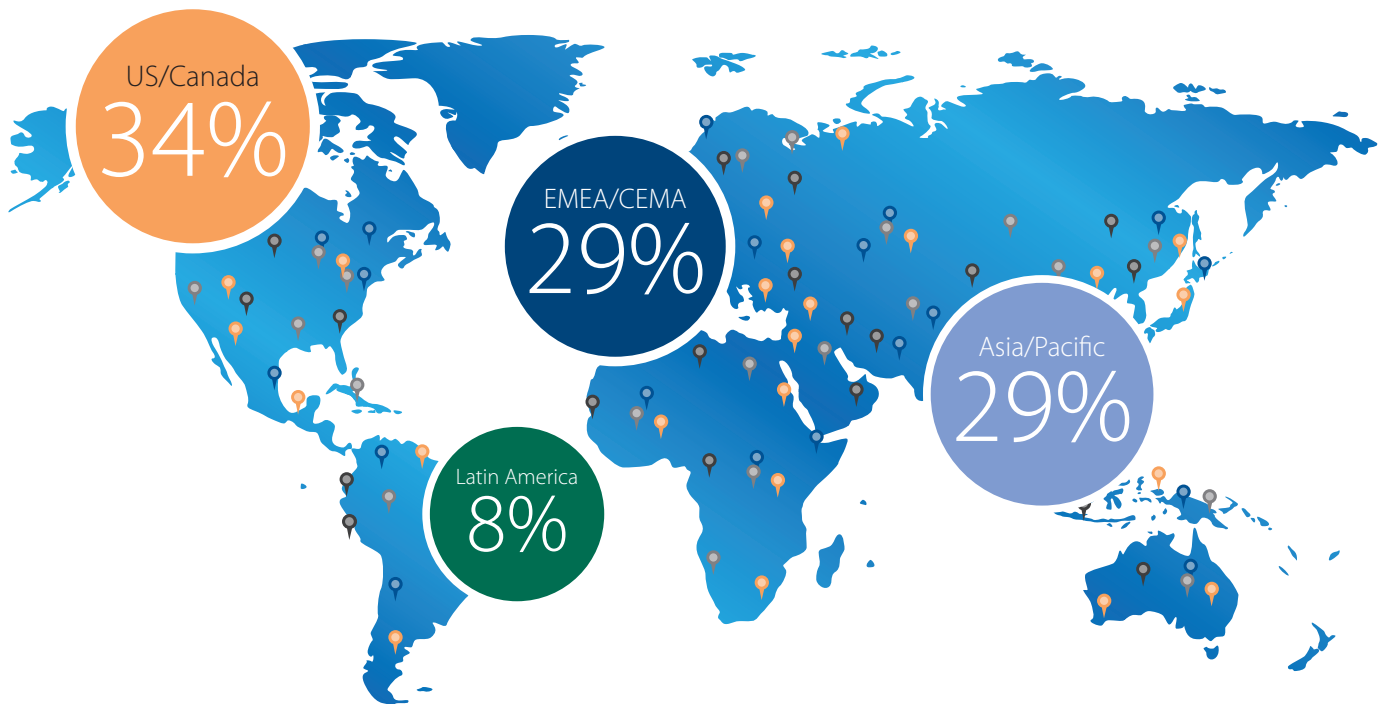 US/Canada
34%
EMEA/CEMA
29%
Asia/Pacific
29%
Latin America
8%